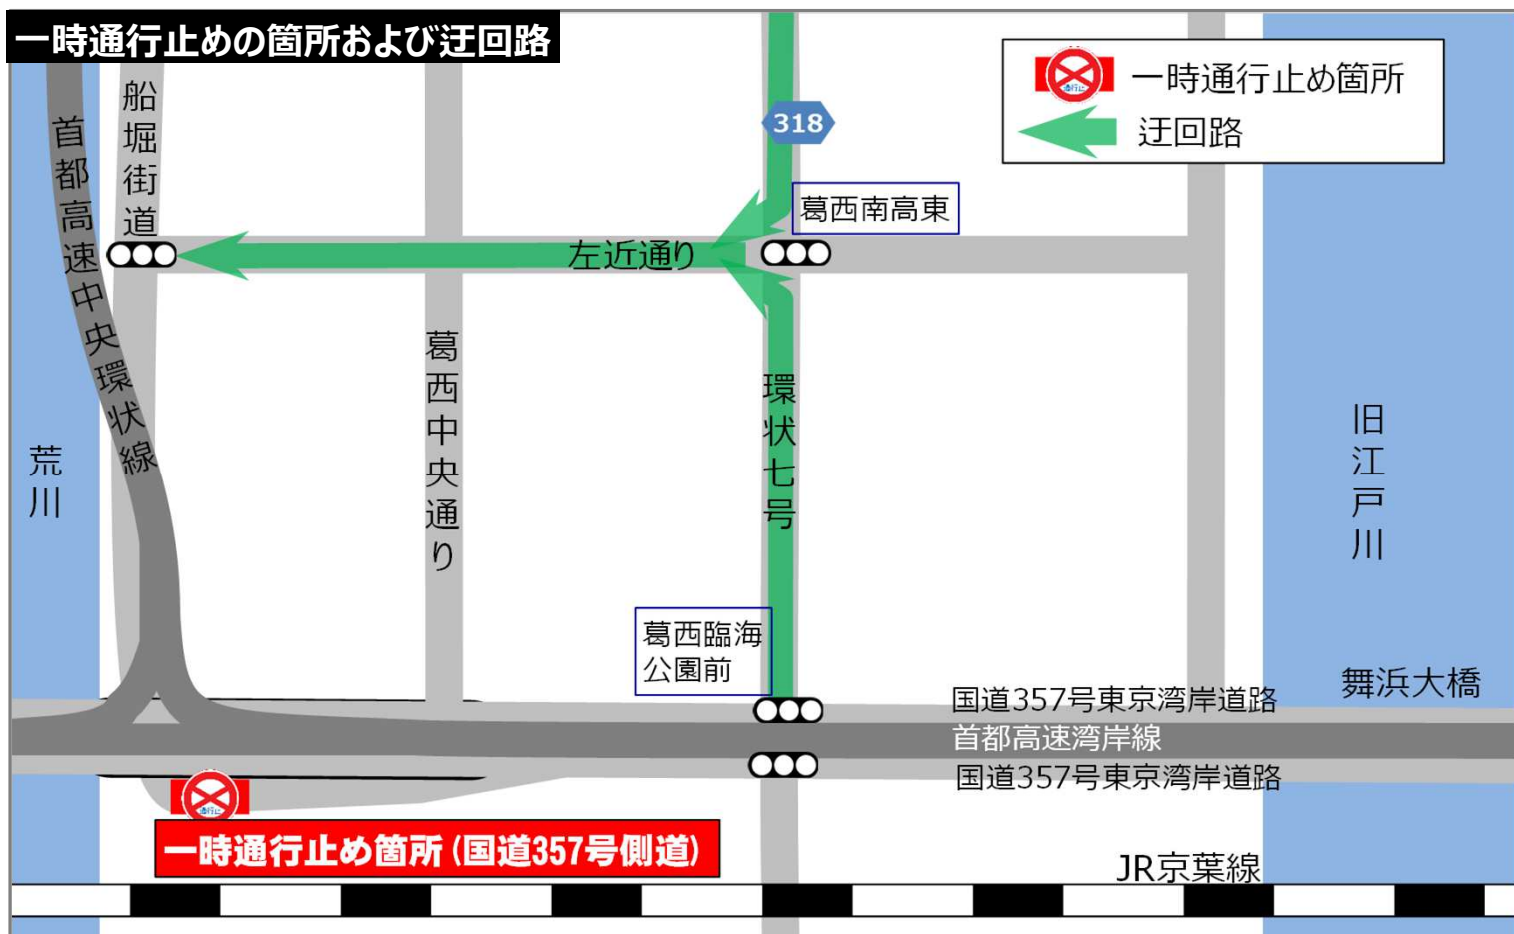 一時通行止めの箇所および迂回路
一時通行止め箇所
迂回路
318
船堀街道
首都高速中央環状線
葛西南高東
左近通り
葛西中央通り
環状七号
荒川
旧江戸川
葛西臨海
公園前
舞浜大橋
国道357号東京湾岸道路
首都高速湾岸線
国道357号東京湾岸道路
一時通行止め箇所(国道357号側道)
JR京葉線